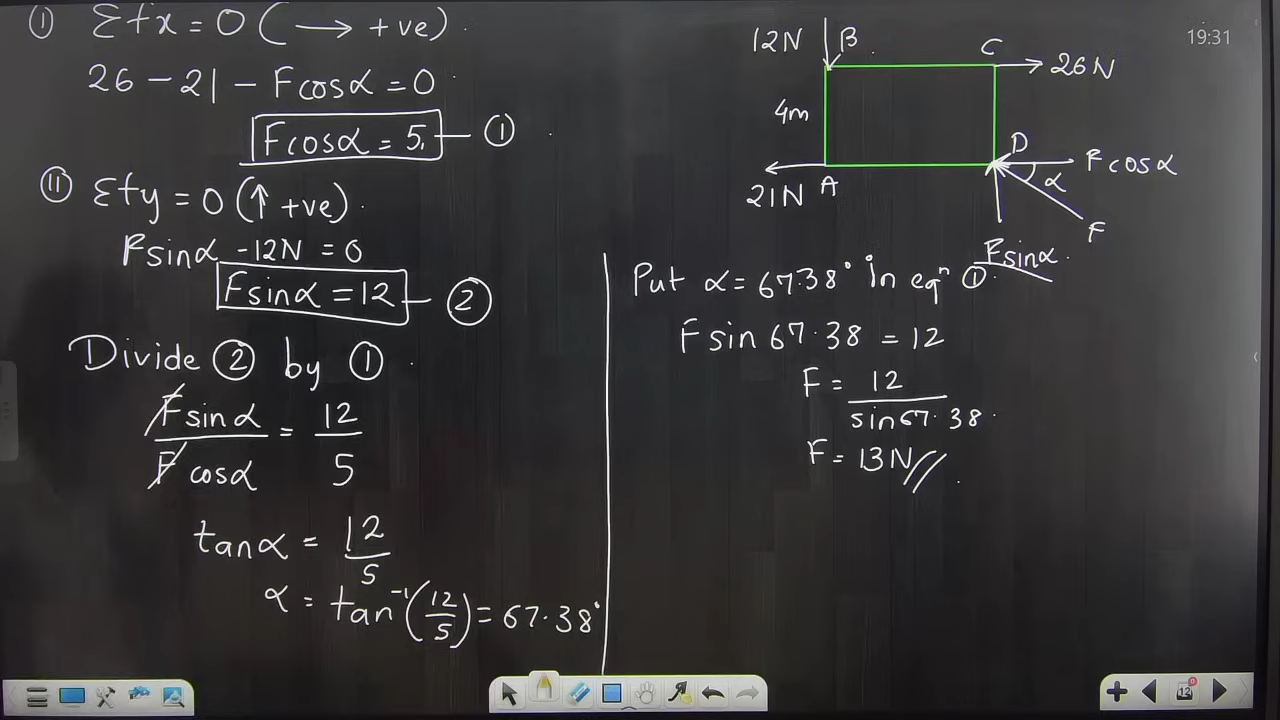 Ⓘ Σfx = 0 (→ +ve)
26 - 21 - Fcosα = 0
Fcosα = 5. — ①
Ⓘⓘ Σfy = 0 (↑ +ve)
Fsinα - 12N = 0
Fsinα = 12 — ②
Divide ② by ①
Fsinα / Fcosα = 12/5
tanα = 12/5
α = tan⁻¹(12/5) = 67.38°
19:31
12N B C 26N
4m
D Fcosα
21N A α
F
Fsinα
Put α = 67.38° in eqⁿ ①
Fsin 67.38 = 12
F = 12 / sin67.38
F = 13N//
12
0